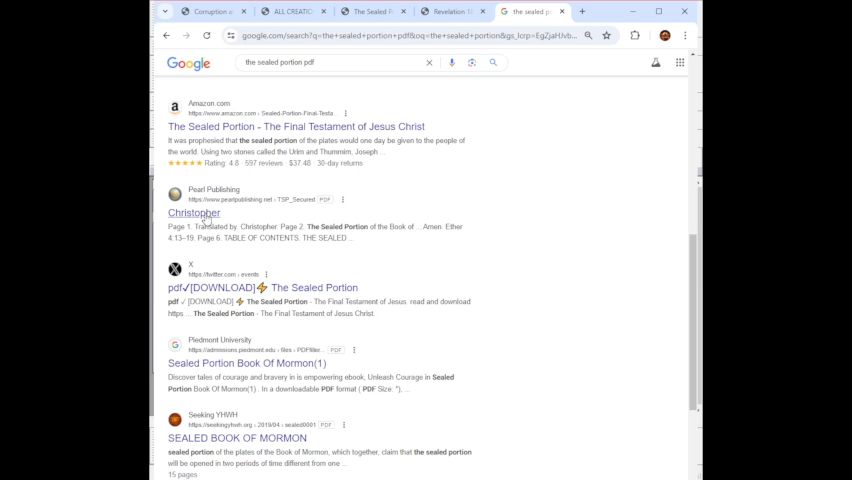 Corruption a
ALL CREATIO
The Sealed P
Revelation 1
the sealed po
google.com/search?q=the+sealed+portion+pdf&oq=the+sealed+portion&gs_lcrp=EgZjaHJvb...
Google
the sealed portion pdf
Amazon.com
https://www.amazon.com › Sealed-Portion-Final-Testa...
The Sealed Portion - The Final Testament of Jesus Christ
It was prophesied that the sealed portion of the plates would one day be given to the people of
the world. Using two stones called the Urim and Thummim, Joseph ...
★★★★★ Rating: 4.8 · 597 reviews · $37.48 · 30-day returns
Pearl Publishing
https://www.pearlpublishing.net › TSP_Secured PDF
Christopher
Page 1. Translated by. Christopher. Page 2. The Sealed Portion of the Book of ... Amen. Ether
4:13–19. Page 6. TABLE OF CONTENTS. THE SEALED ...
X
https://twitter.com › events
pdf✓[DOWNLOAD]⚡ The Sealed Portion
pdf ✓ [DOWNLOAD] ⚡ The Sealed Portion - The Final Testament of Jesus. read and download
https ... The Sealed Portion - The Final Testament of Jesus Christ.
Piedmont University
https://admissions.piedmont.edu › files › PDFfiller... PDF
Sealed Portion Book Of Mormon(1)
Discover tales of courage and bravery in is empowering ebook, Unleash Courage in Sealed
Portion Book Of Mormon(1) . In a downloadable PDF format ( PDF Size: *), ...
Seeking YHWH
https://seekingyhwh.org › 2019/04 › sealed0001 PDF
SEALED BOOK OF MORMON
sealed portion of the plates of the Book of Mormon, which together, claim that the sealed portion
will be opened in two periods of time different from one ...
15 pages